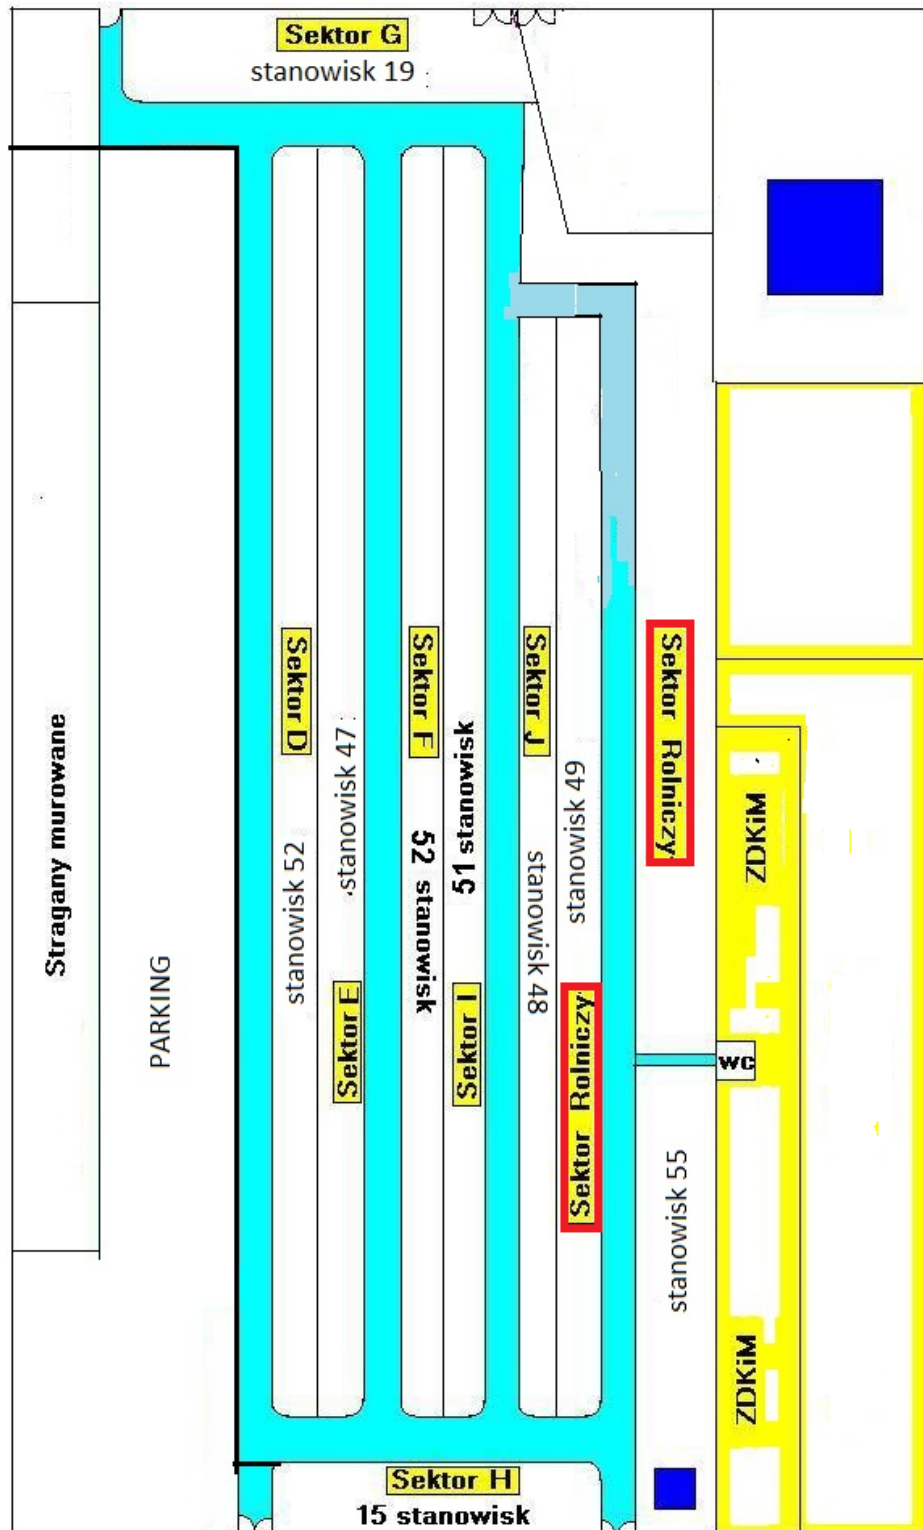 Sektor G
stanowisk 19
Stragany murowane
PARKING
Sektor D
stanowisk 52
stanowisk 47
Sektor E
Sektor F
52 stanowisk
51 stanowisk
Sektor I
Sektor J
stanowisk 48
stanowisk 49
Sektor Rolniczy
Sektor Rolniczy
stanowisk 55
ZDKiM
WC
ZDKiM
Sektor H
15 stanowisk